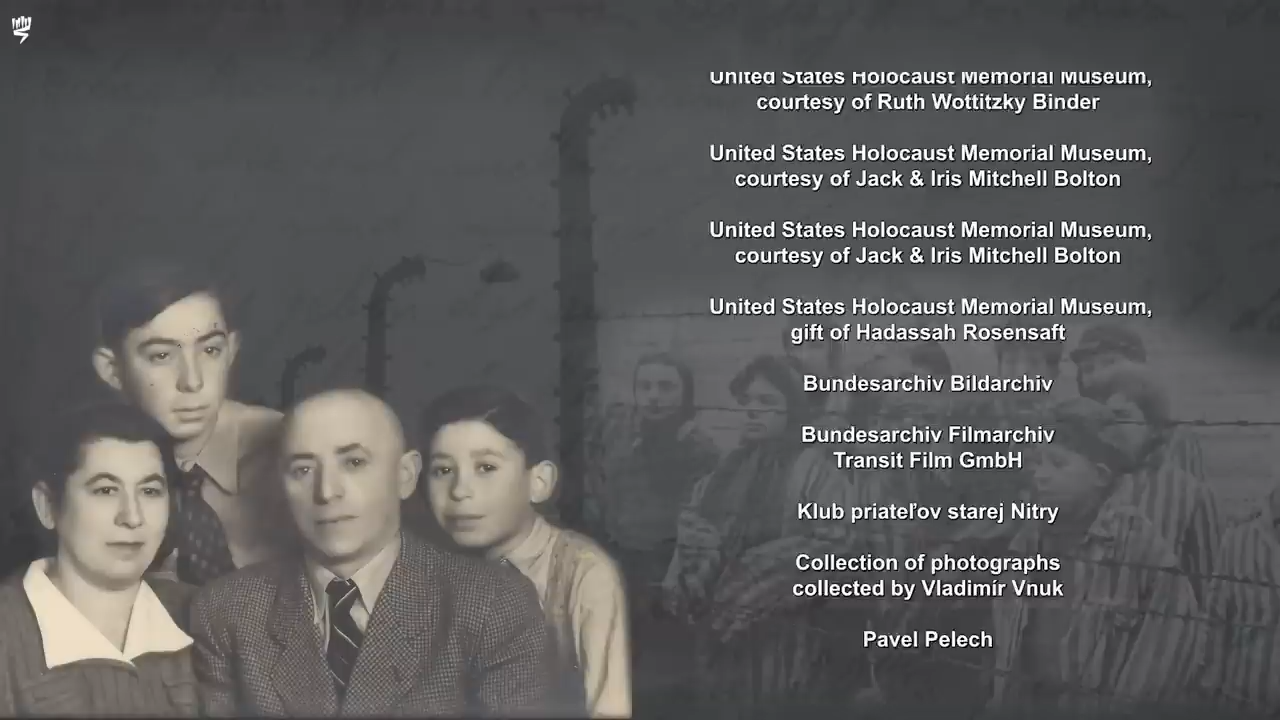 United States Holocaust Memorial Museum,
courtesy of Ruth Wottitzky Binder
United States Holocaust Memorial Museum,
courtesy of Jack & Iris Mitchell Bolton
United States Holocaust Memorial Museum,
courtesy of Jack & Iris Mitchell Bolton
United States Holocaust Memorial Museum,
gift of Hadassah Rosensaft
Bundesarchiv Bildarchiv
Bundesarchiv Filmarchiv
Transit Film GmbH
Klub priateľov starej Nitry
Collection of photographs
collected by Vladimír Vnuk
Pavel Pelech